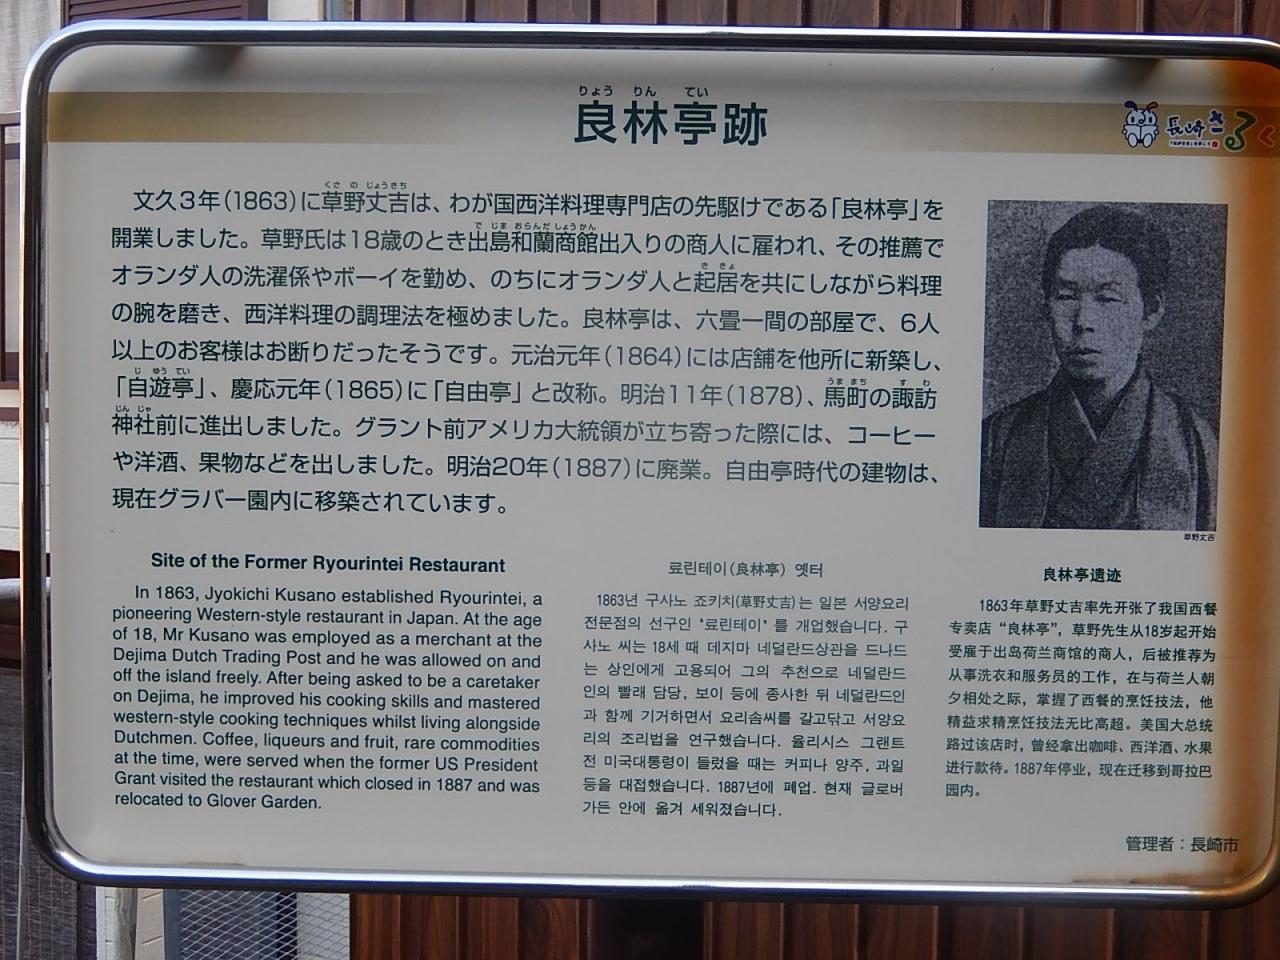 りょう りん てい
良林亭跡
長崎さるく
くさ の じょうきち
文久3年(1863)に草野丈吉は、わが国西洋料理専門店の先駆けである「良林亭」を
で じま おらんだ しょうかん
開業しました。草野氏は18歳のとき出島和蘭商館出入りの商人に雇われ、その推薦で
き きょ
オランダ人の洗濯係やボーイを勤め、のちにオランダ人と起居を共にしながら料理
の腕を磨き、西洋料理の調理法を極めました。良林亭は、六畳一間の部屋で、6人
以上のお客様はお断りだったそうです。元治元年(1864)には店舗を他所に新築し、
じ ゆう てい うま まち す わ
「自遊亭」、慶応元年(1865)に「自由亭」と改称。明治11年(1878)、馬町の諏訪
じん じゃ
神社前に進出しました。グラント前アメリカ大統領が立ち寄った際には、コーヒー
や洋酒、果物などを出しました。明治20年(1887)に廃業。自由亭時代の建物は、
現在グラバー園内に移築されています。
草野丈吉
Site of the Former Ryourintei Restaurant
In 1863, Jyokichi Kusano established Ryourintei, a
pioneering Western-style restaurant in Japan. At the age
of 18, Mr Kusano was employed as a merchant at the
Dejima Dutch Trading Post and he was allowed on and
off the island freely. After being asked to be a caretaker
on Dejima, he improved his cooking skills and mastered
western-style cooking techniques whilst living alongside
Dutchmen. Coffee, liqueurs and fruit, rare commodities
at the time, were served when the former US President
Grant visited the restaurant which closed in 1887 and was
relocated to Glover Garden.
료린테이(良林亭) 옛터
1863년 구사노 죠키치(草野丈吉)는 일본 서양요리
전문점의 선구인 '료린테이' 를 개업했습니다. 구
사노 씨는 18세 때 데지마 네덜란드상관을 드나드
는 상인에게 고용되어 그의 추천으로 네덜란드
인의 빨래 담당, 보이 등에 종사한 뒤 네덜란드인
과 함께 기거하면서 요리솜씨를 갈고닦고 서양요
리의 조리법을 연구했습니다. 율리시스 그랜트
전 미국대통령이 들렀을 때는 커피나 양주, 과일
등을 대접했습니다. 1887년에 폐업. 현재 글로버
가든 안에 옮겨 세워졌습니다.
良林亭遗迹
1863年草野丈吉率先开张了我国西餐
专卖店“良林亭”，草野先生从18岁起开始
受雇于出岛荷兰商馆的商人，后被推荐为
从事洗衣和服务员的工作，在与荷兰人朝
夕相处之际，掌握了西餐的烹饪技法，他
精益求精烹饪技法无比高超。美国大总统
路过该店时，曾经拿出咖啡、西洋酒、水果
进行款待。1887年停业，现在迁移到哥拉巴
园内。
管理者：長崎市